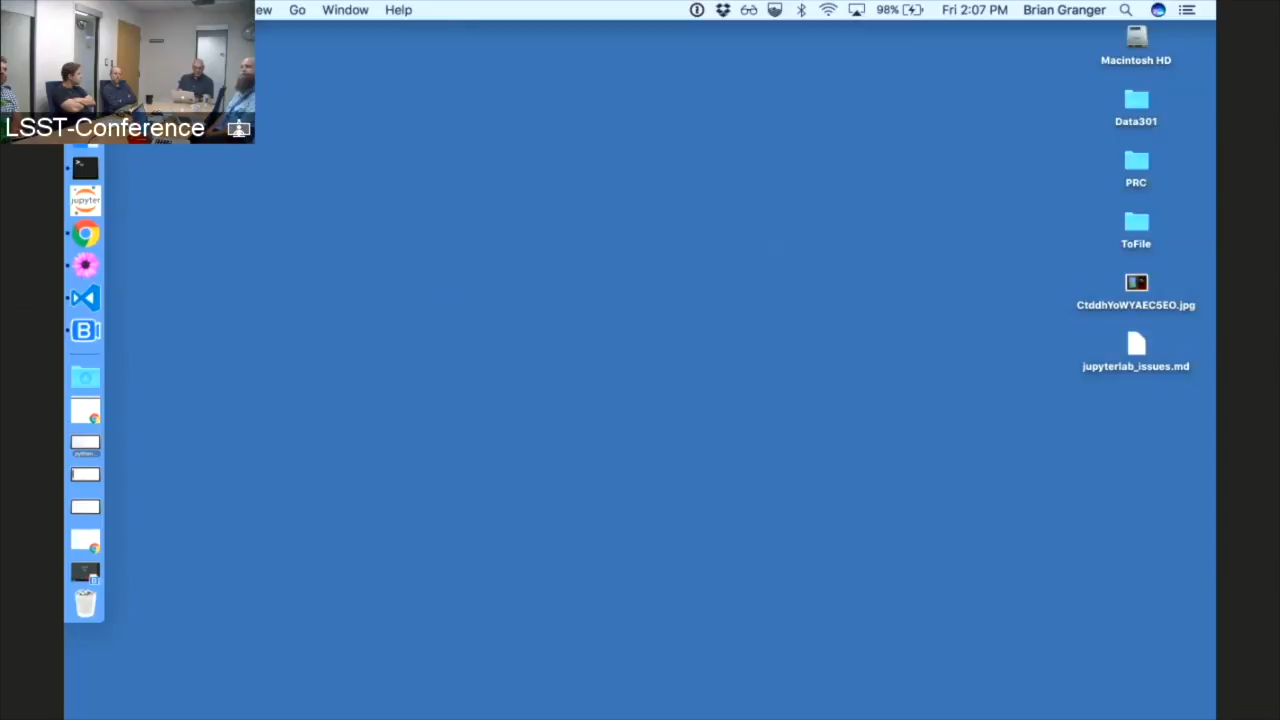 ew Go Window Help 98% Fri 2:07 PM Brian Granger
LSST-Conference
Macintosh HD
Data301
PRC
ToFile
CtddhYoWYAEC5EO.jpg
jupyterlab_issues.md
>_
jupyter
B
python...